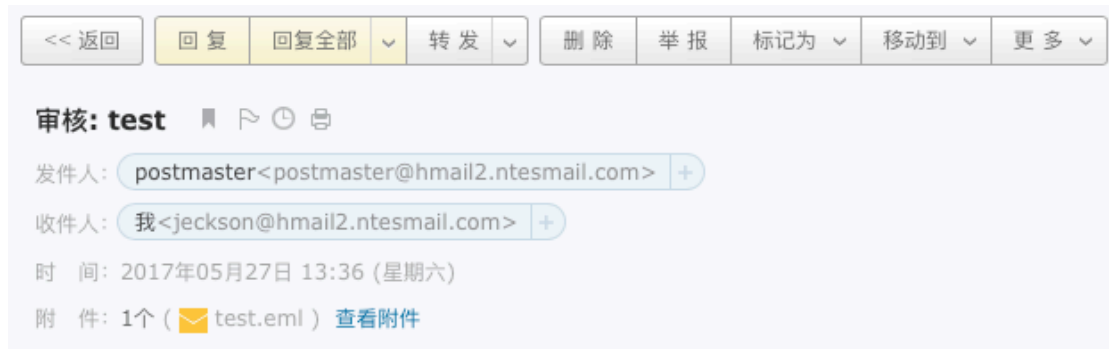 << 返回 回 复 回复全部 转 发 删 除 举 报 标记为 移动到 更 多
审核: test
发件人: postmaster<postmaster@hmail2.ntesmail.com> +
收件人: 我<jeckson@hmail2.ntesmail.com> +
时 间: 2017年05月27日 13:36 (星期六)
附 件: 1个 ( test.eml ) 查看附件